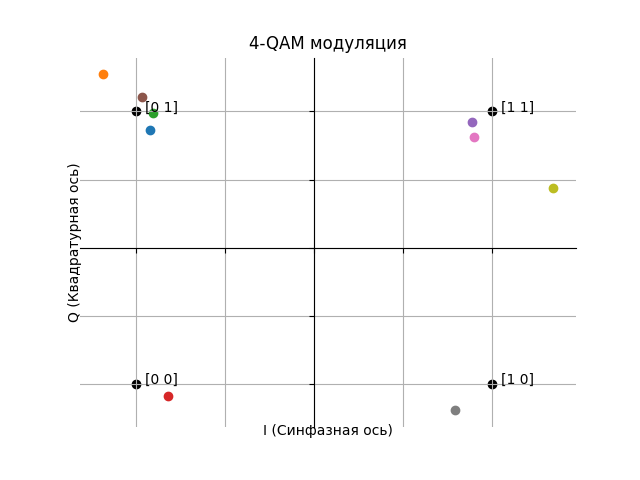 4-QAM модуляция
[0 1]
[1 1]
Q (Квадратурная ось)
[0 0]
[1 0]
I (Синфазная ось)